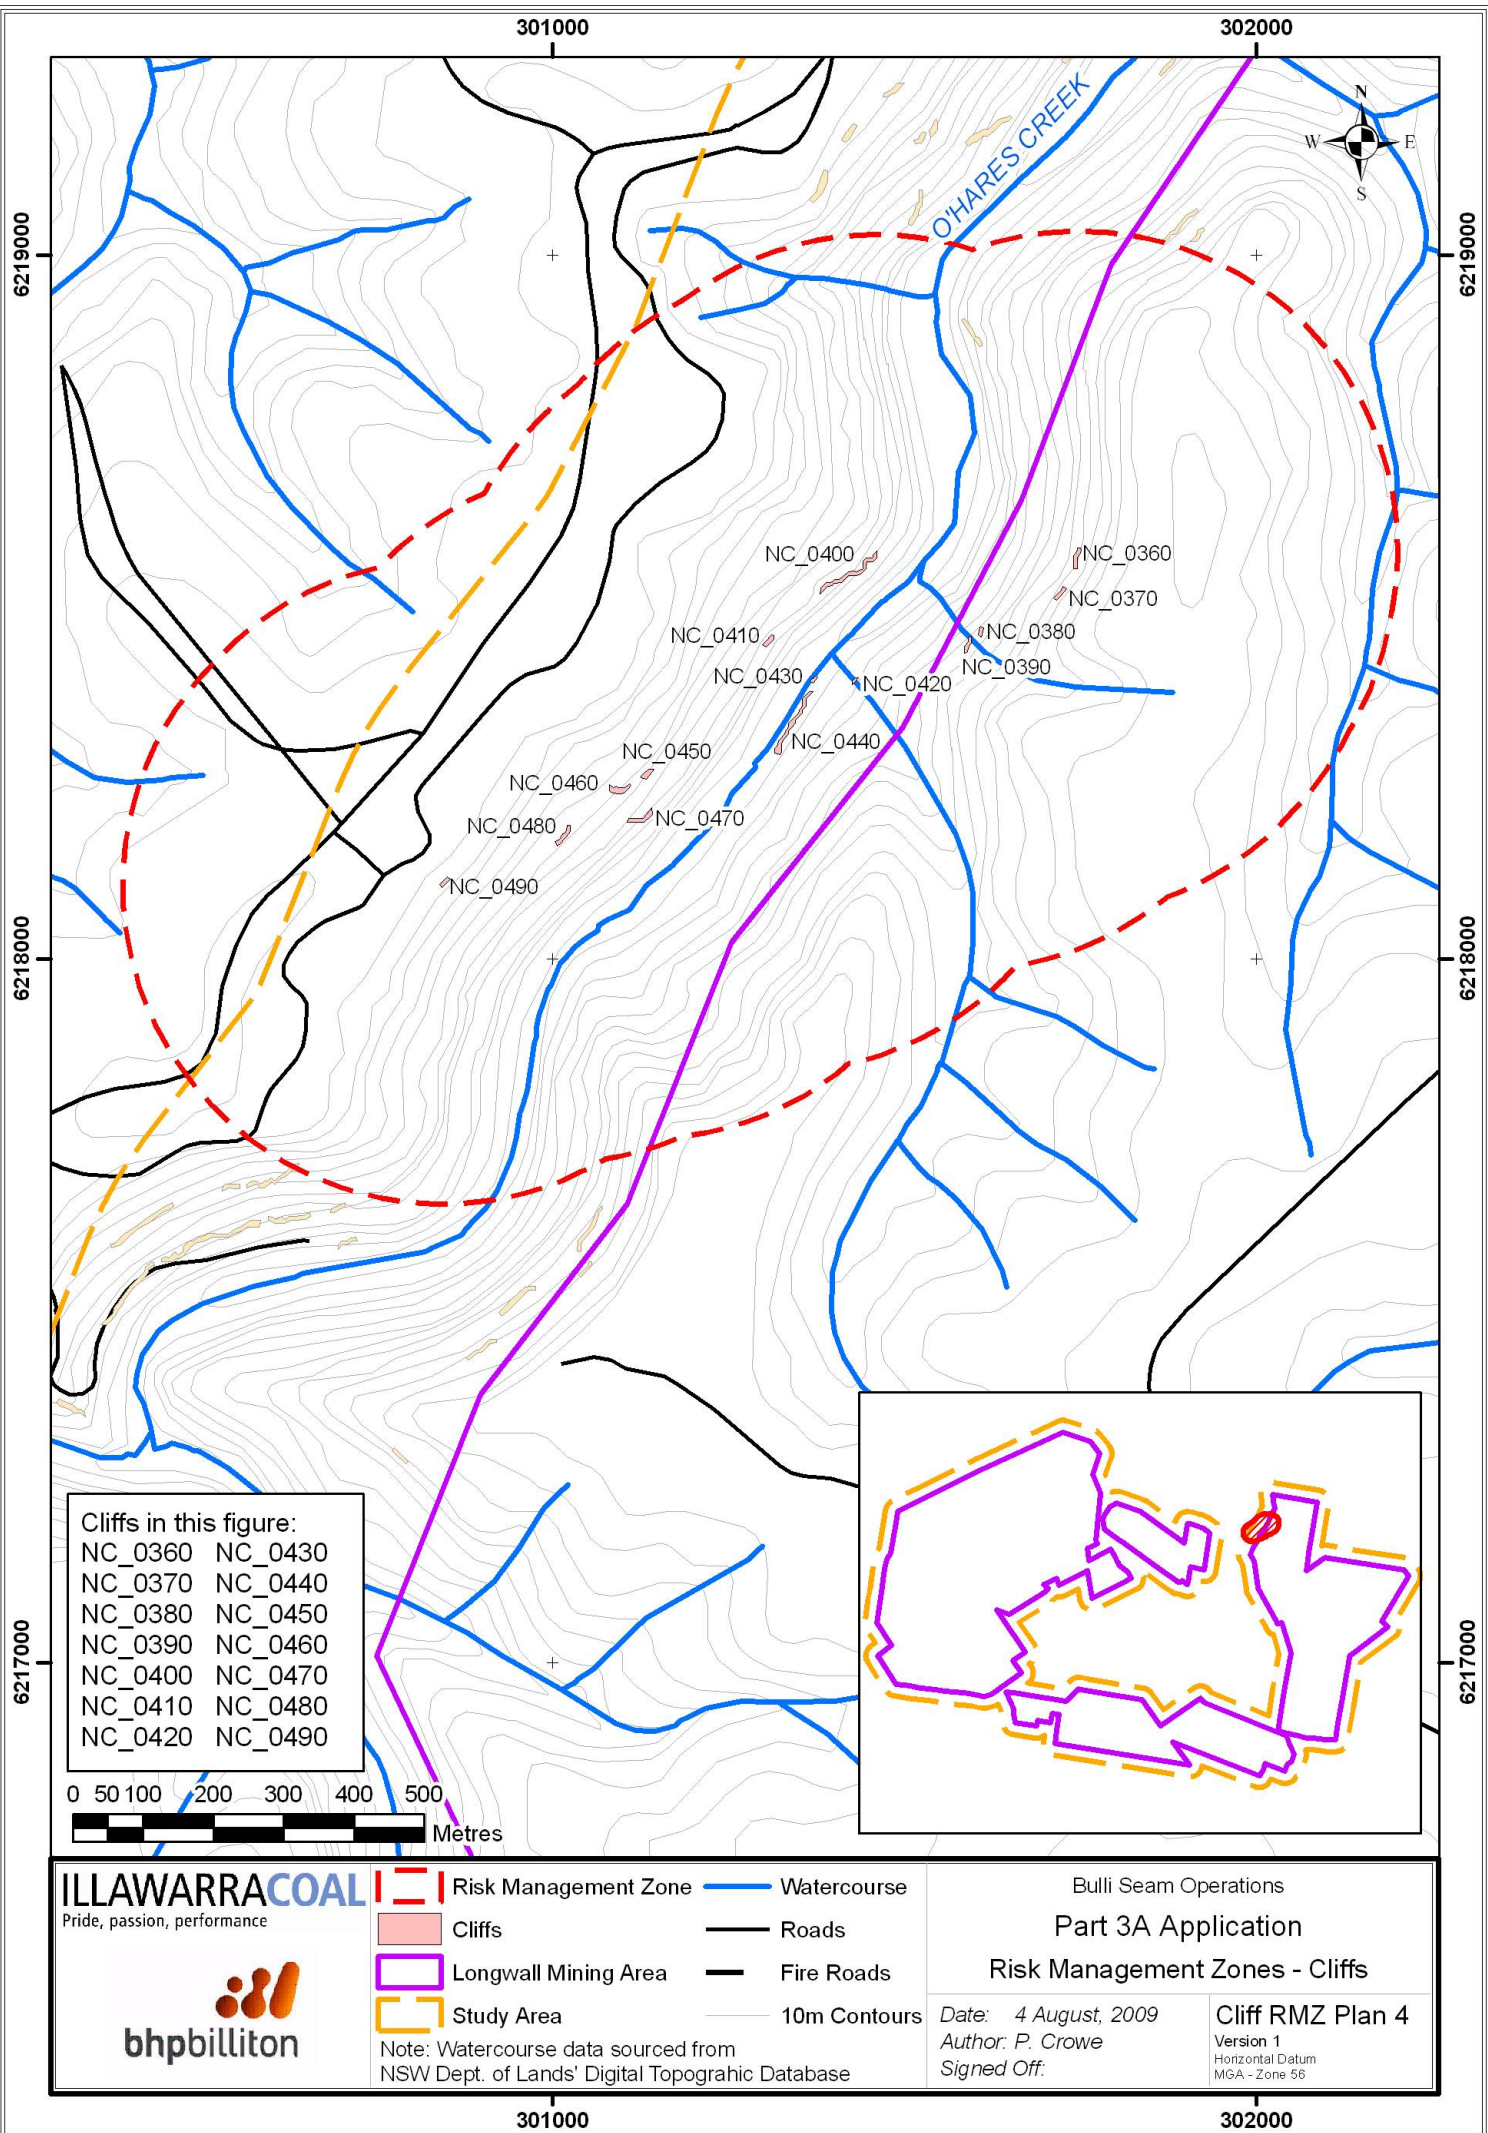 301000
302000
N
W
E
S
O'HARES CREEK
6219000
6219000
NC_0400
NC_0360
NC_0370
NC_0410
NC_0380
NC_0390
NC_0430
NC_0420
NC_0440
NC_0450
NC_0460
NC_0470
NC_0480
NC_0490
6218000
6218000
6217000
6217000
Cliffs in this figure:
NC_0360 NC_0430
NC_0370 NC_0440
NC_0380 NC_0450
NC_0390 NC_0460
NC_0400 NC_0470
NC_0410 NC_0480
NC_0420 NC_0490
0 50 100 200 300 400 500
Metres
ILLAWARRACOAL
Pride, passion, performance
bhpbilliton
Risk Management Zone
Cliffs
Longwall Mining Area
Study Area
Watercourse
Roads
Fire Roads
10m Contours
Note: Watercourse data sourced from
NSW Dept. of Lands' Digital Topograhic Database
Bulli Seam Operations
Part 3A Application
Risk Management Zones - Cliffs
Date: 4 August, 2009
Author: P. Crowe
Signed Off:
Cliff RMZ Plan 4
Version 1
Horizontal Datum
MGA - Zone 56
301000
302000